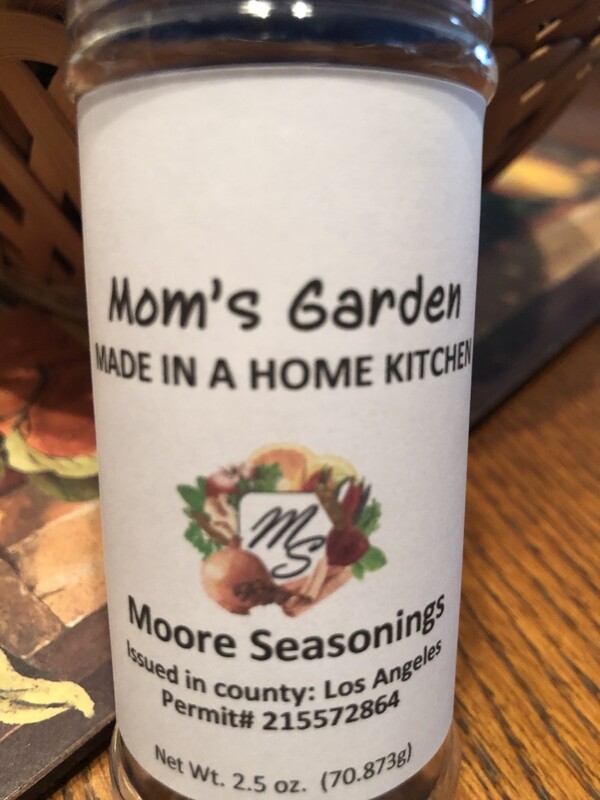 Mom's Garden
MADE IN A HOME KITCHEN
MS
Moore Seasonings
Issued in county: Los Angeles
Permit# 215572864
Net Wt. 2.5 oz. (70.873g)